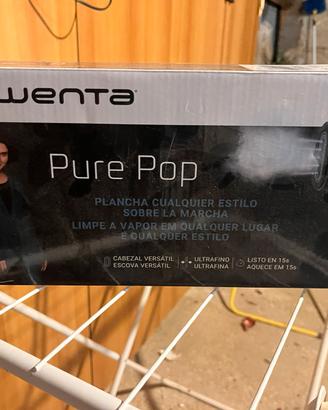 wenta
Pure Pop
PLANCHA CUALQUIER ESTILO
SOBRE LA MARCHA
LIMPE A VAPOR EM QUALQUER LUGAR
E QUALQUER ESTILO
CABEZAL VERSÁTIL
ESCOVA VERSÁTIL
ULTRAFINO
ULTRAFINA
LISTO EN 15s
AQUECE EM 15s